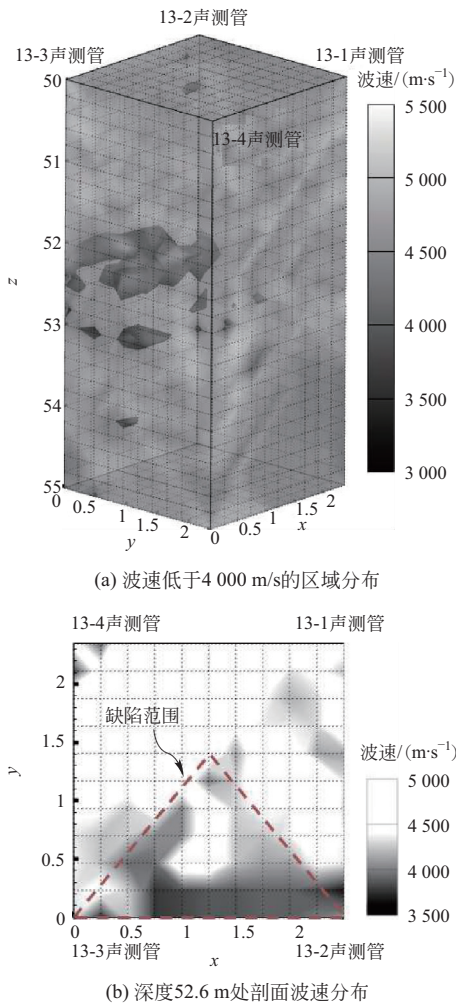 13-2声测管
13-3声测管
13-1声测管
波速/(m·s⁻¹)
50
13-4声测管
5 500
51
5 000
52
4 500
z
53
4 000
54
3 500
55
3 000
0
0.5
1
1.5
2
y
0
0.5
1
1.5
2
x
(a) 波速低于4 000 m/s的区域分布
13-4声测管
13-1声测管
2
缺陷范围
1.5
波速/(m·s⁻¹)
y
5 000
1
4 500
0.5
4 000
0
3 500
0
0.5
1
1.5
2
13-3声测管
13-2声测管
x
(b) 深度52.6 m处剖面波速分布